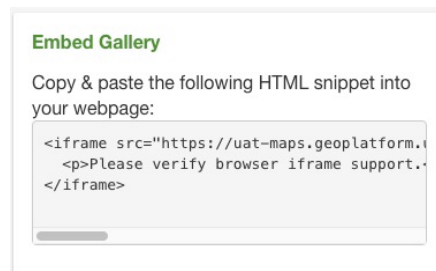 Embed Gallery
Copy & paste the following HTML snippet into
your webpage:
<iframe src="https://uat-maps.geoplatform.
<p>Please verify browser iframe support.
</iframe>